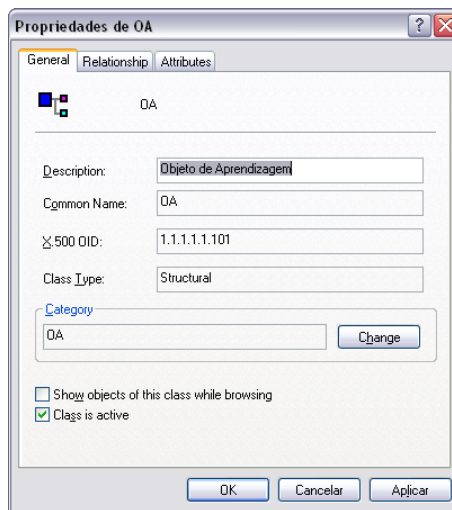 Propriedades de OA
General Relationship Attributes
OA
Description: Objeto de Aprendizagem
Common Name: OA
X.500 OID: 1.1.1.1.1.101
Class Type: Structural
Category
OA Change
Show objects of this class while browsing
Class is active
OK Cancelar Aplicar